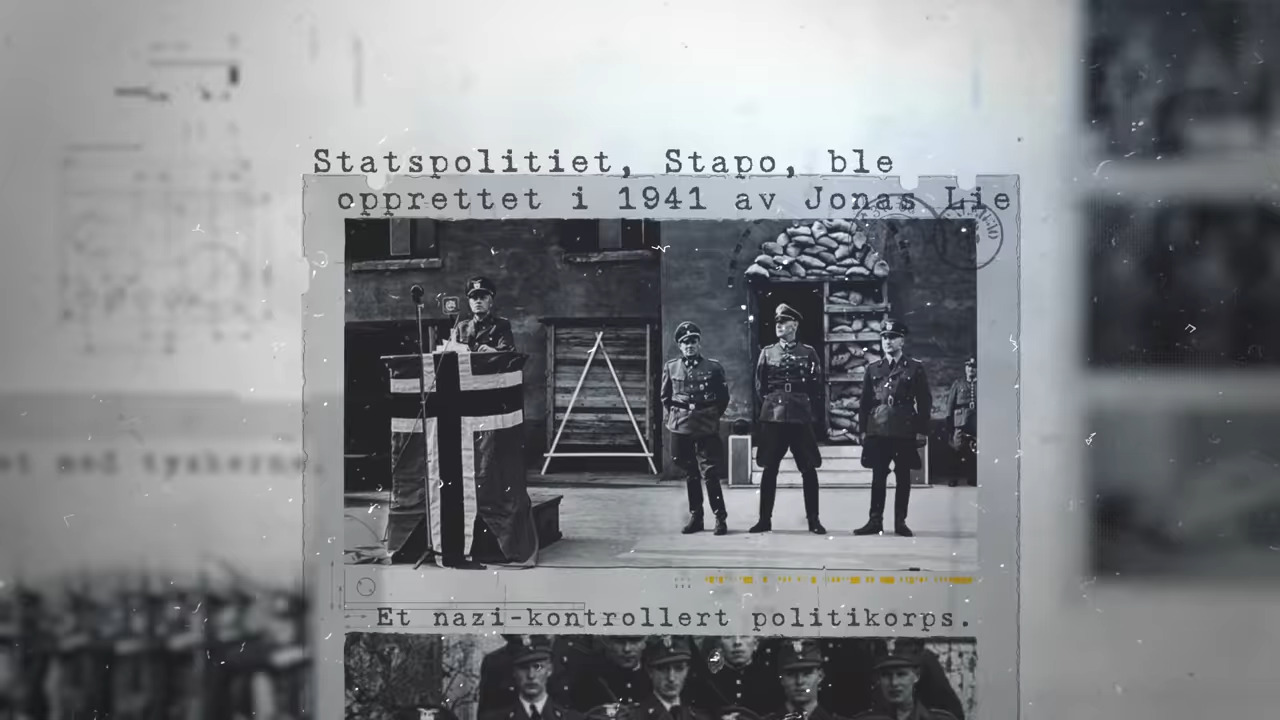 Statspolitiet, Stapo, ble
opprettet i 1941 av Jonas Lie
Et nazi-kontrollert politikorps.